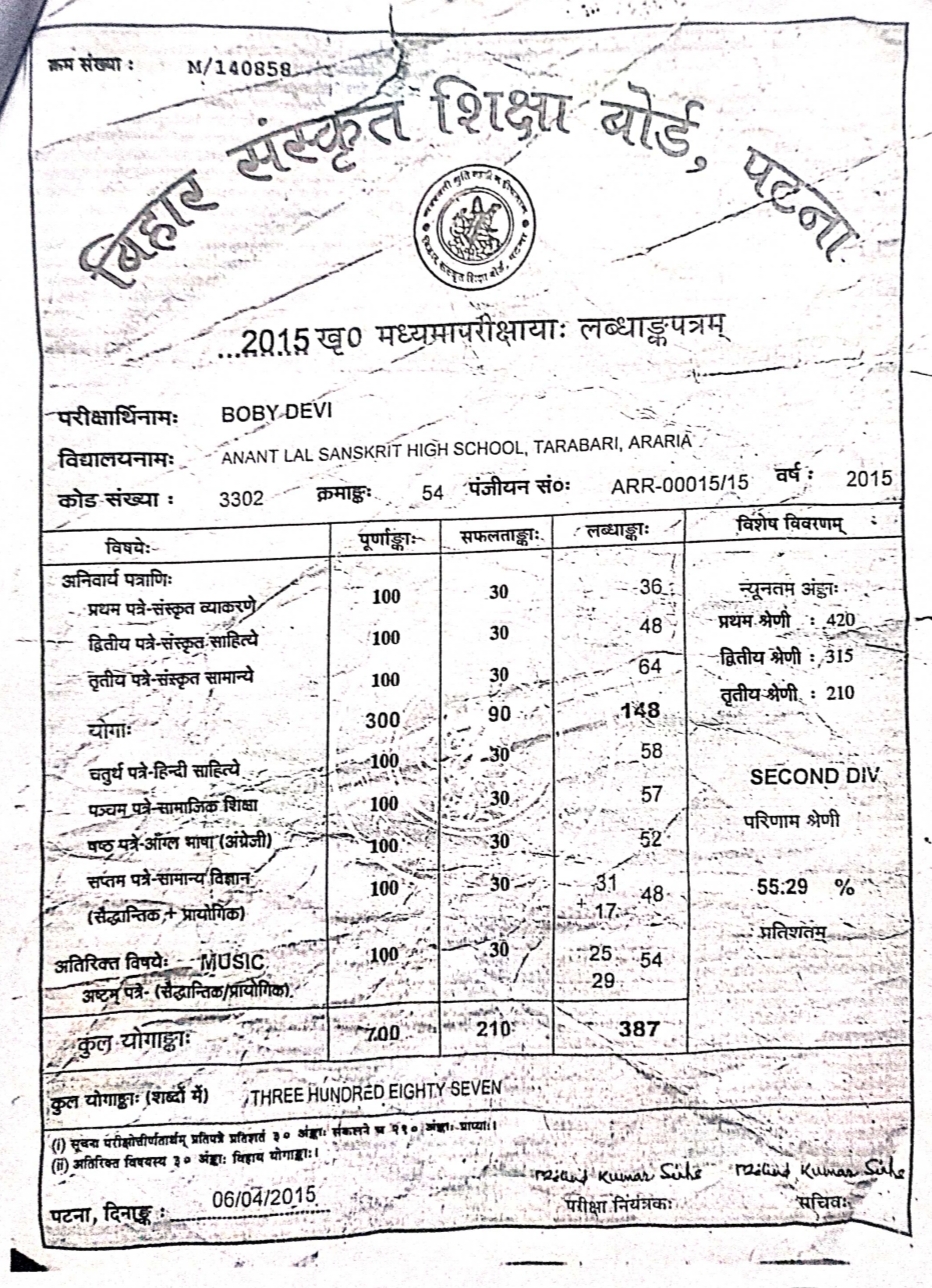 क्रम संख्या : N/140858
बिहार संस्कृत शिक्षा बोर्ड, पटना
...2015 खृ0 मध्यमापरीक्षायाः लब्धाङ्कपत्रम्
परीक्षार्थिनामः BOBY DEVI
विद्यालयनामः ANANT LAL SANSKRIT HIGH SCHOOL, TARABARI, ARARIA
कोड संख्या : 3302 क्रमाङ्कः 54 पंजीयन सं०: ARR-00015/15 वर्ष : 2015
विषयेः पूर्णाङ्काः सफलताङ्काः लब्धाङ्काः विशेष विवरणम् :
अनिवार्य पत्राणिः
प्रथम पत्रे-संस्कृत व्याकरणे 100 30 36 न्यूनतम अंङ्काः
प्रथम श्रेणी : 420
द्वितीय पत्रे-संस्कृत साहित्ये 100 30 48
द्वितीय श्रेणी : 315
तृतीय पत्रे-संस्कृत सामान्ये 100 30 64
तृतीय श्रेणी : 210
योगाः 300 90 148
चतुर्थ पत्रे-हिन्दी साहित्ये 100 30 58
SECOND DIV
पञ्चम पत्रे-सामाजिक शिक्षा 100 30 57
परिणाम श्रेणी
षष्ठ पत्रे-आँग्ल भाषा (अंग्रेजी) 100 30 52
सप्तम पत्रे-सामान्य विज्ञान 100 30 31 48 55:29 %
(सैद्धान्तिक + प्रायोगिक) + 17
प्रतिशतम्
अतिरिक्त विषयेः MUSIC 100 30 25 54
अष्टम् पत्रे- (सैद्धान्तिक/प्रायोगिक) 29
कुल योगाङ्काः 700 210 387
कुल योगाङ्काः (शब्दों में) THREE HUNDRED EIGHTY SEVEN
(i) सूचना परीक्षोत्तीर्णतार्थम् प्रतिपत्रे प्रतिशतं ३० अंङ्काः संकलने च २१० अंङ्काः प्राप्याः।
(ii) अतिरिक्त विषयस्य ३० अंङ्काः विहाय योगाङ्काः।
Kumar Kumar
पटना, दिनाङ्क : 06/04/2015 परीक्षा नियंत्रकः सचिवः